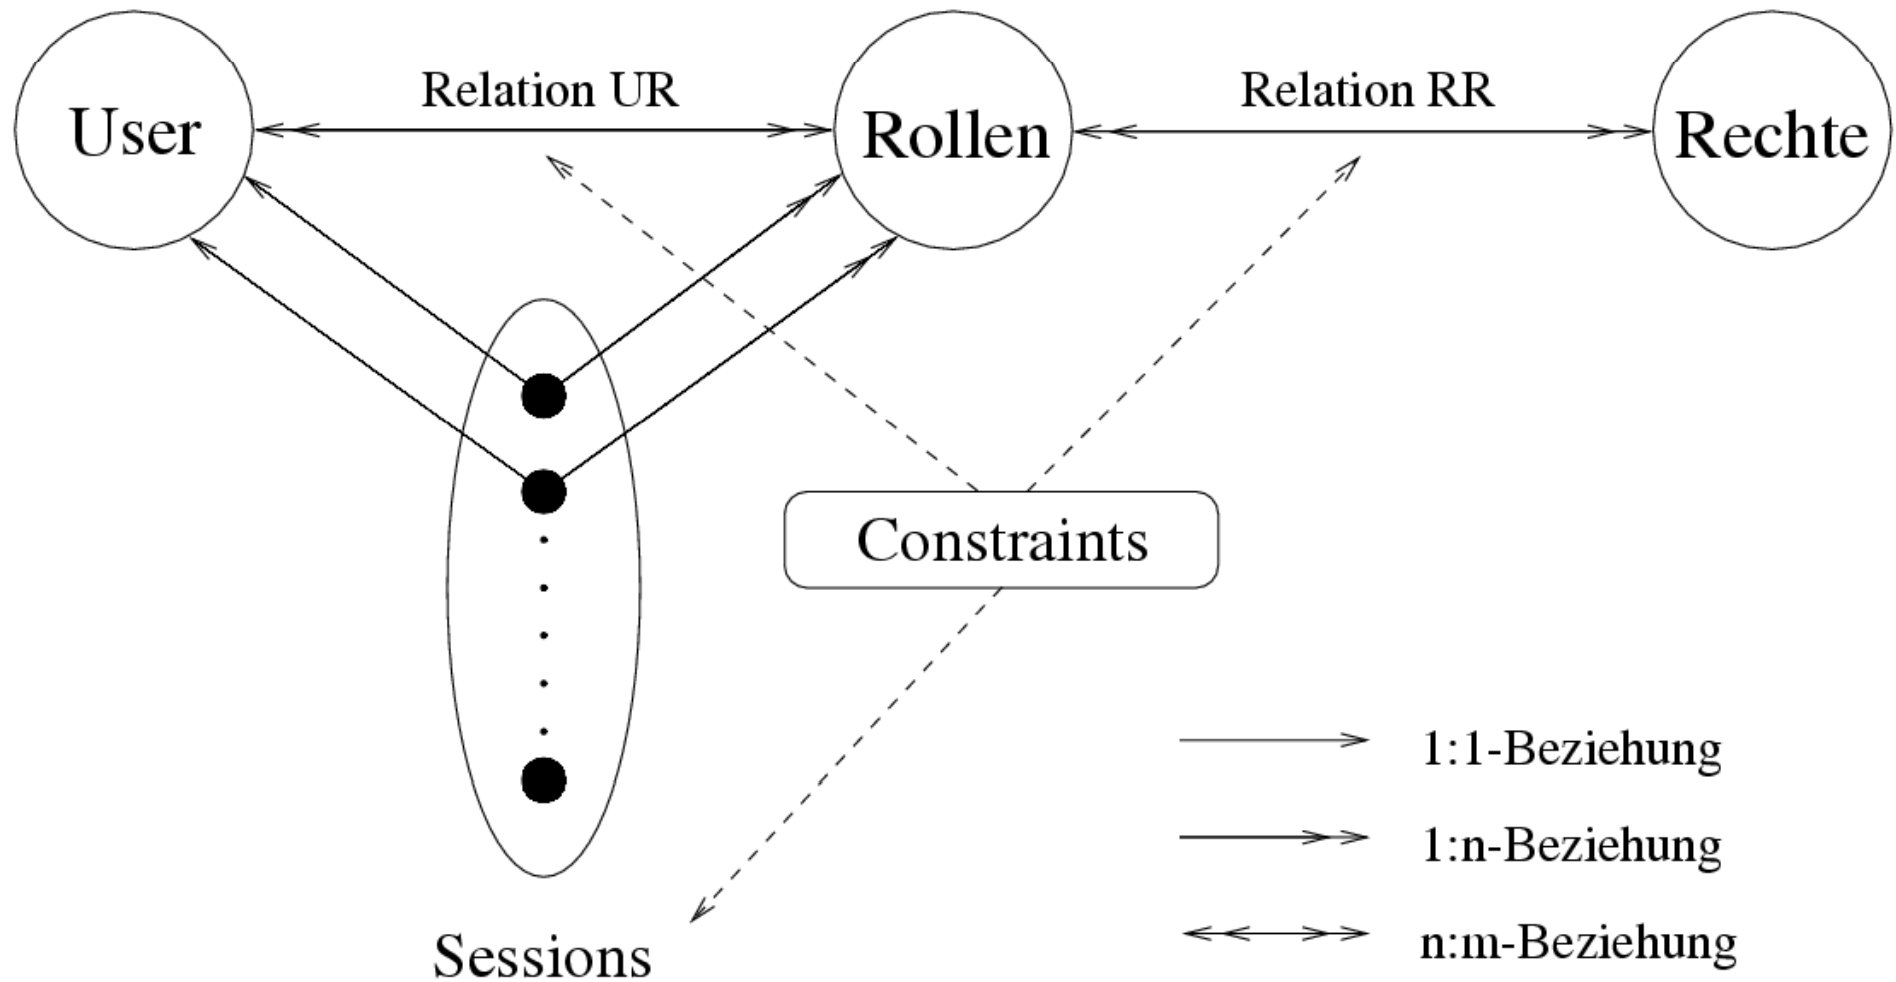 Relation UR
Relation RR
User
Rollen
Rechte
Constraints
1:1-Beziehung
1:n-Beziehung
n:m-Beziehung
Sessions